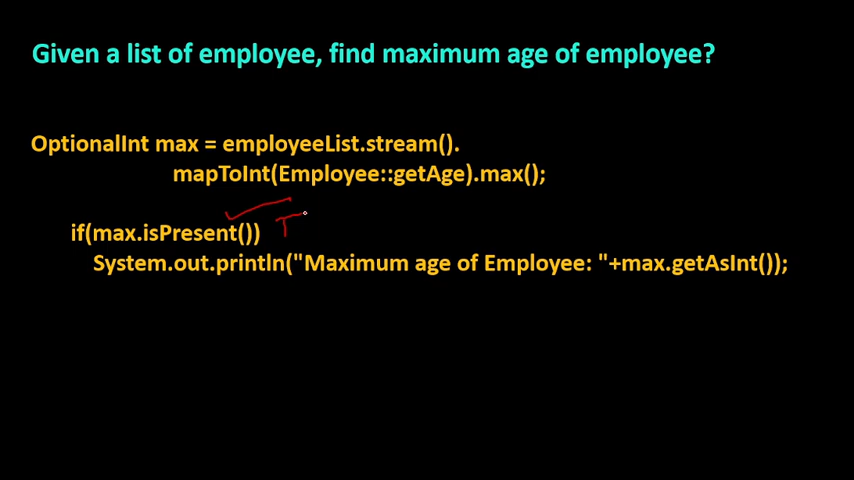 Given a list of employee, find maximum age of employee?
OptionalInt max = employeeList.stream().
mapToInt(Employee::getAge).max();
if(max.isPresent()) T
System.out.println("Maximum age of Employee: "+max.getAsInt());